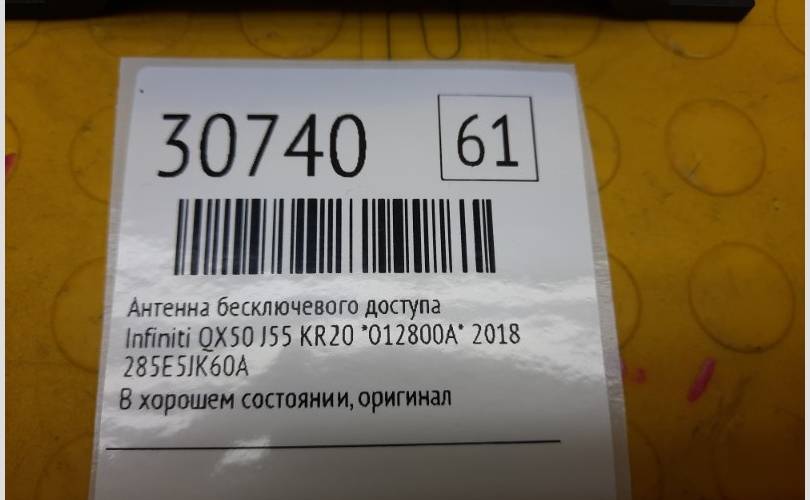 30740
61
Антенна бесключевого доступа
Infiniti QX50 J55 KR20 *012800A* 2018
285E5JK60A
В хорошем состоянии, оригинал